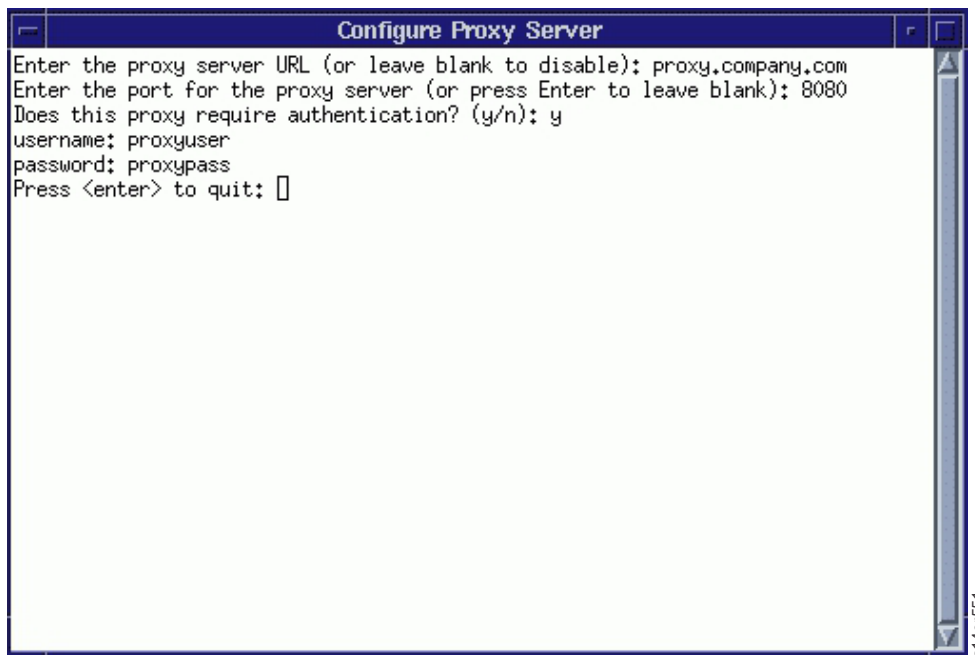 Configure Proxy Server
Enter the proxy server URL (or leave blank to disable): proxy.company.com
Enter the port for the proxy server (or press Enter to leave blank): 8080
Does this proxy require authentication? (y/n): y
username: proxyuser
password: proxypass
Press <enter> to quit: